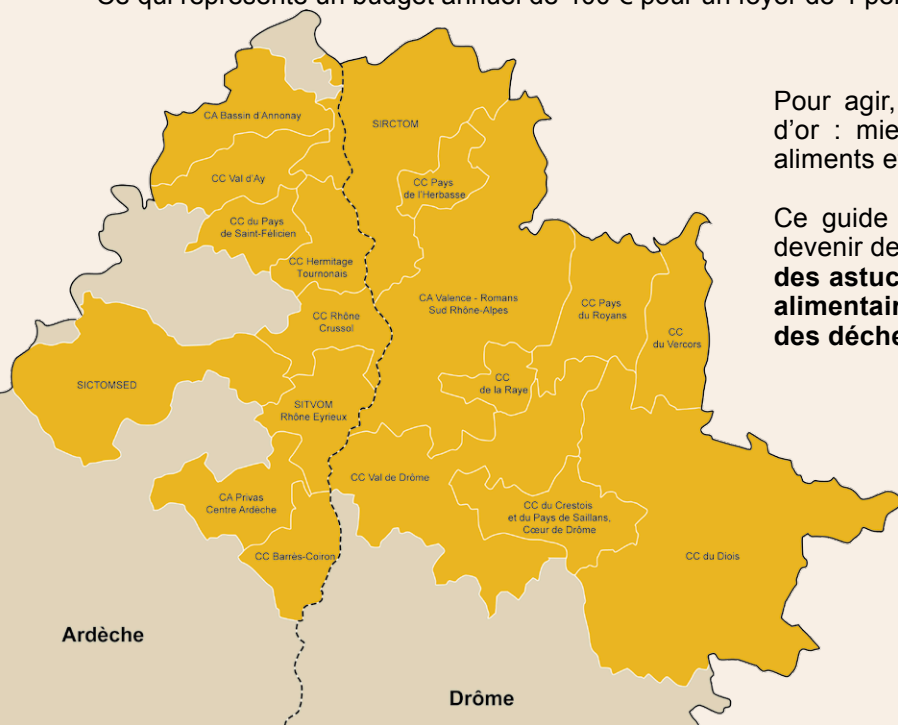 Pour agir,
d'or : mie
aliments e
Ce guide
devenir de
des astuc
alimentair
des déche
CA Bassin d'Annonay
SIRCTOM
CC Val d'Ay
CC Pays
de l'Herbasse
CC du Pays
de Saint-Félicien
CC Hermitage
Tournonais
CA Valence - Romans
Sud Rhône-Alpes
CC Pays
du Royans
CC Rhône
Crussol
CC
du Vercors
SICTOMSED
CC
de la Raye
SITVOM
Rhône Eyrieux
CC Val de Drôme
CA Privas
Centre Ardèche
CC du Crestois
et du Pays de Saillans,
Cœur de Drôme
CC Barrès-Coiron
CC du Diois
Ardèche
Drôme